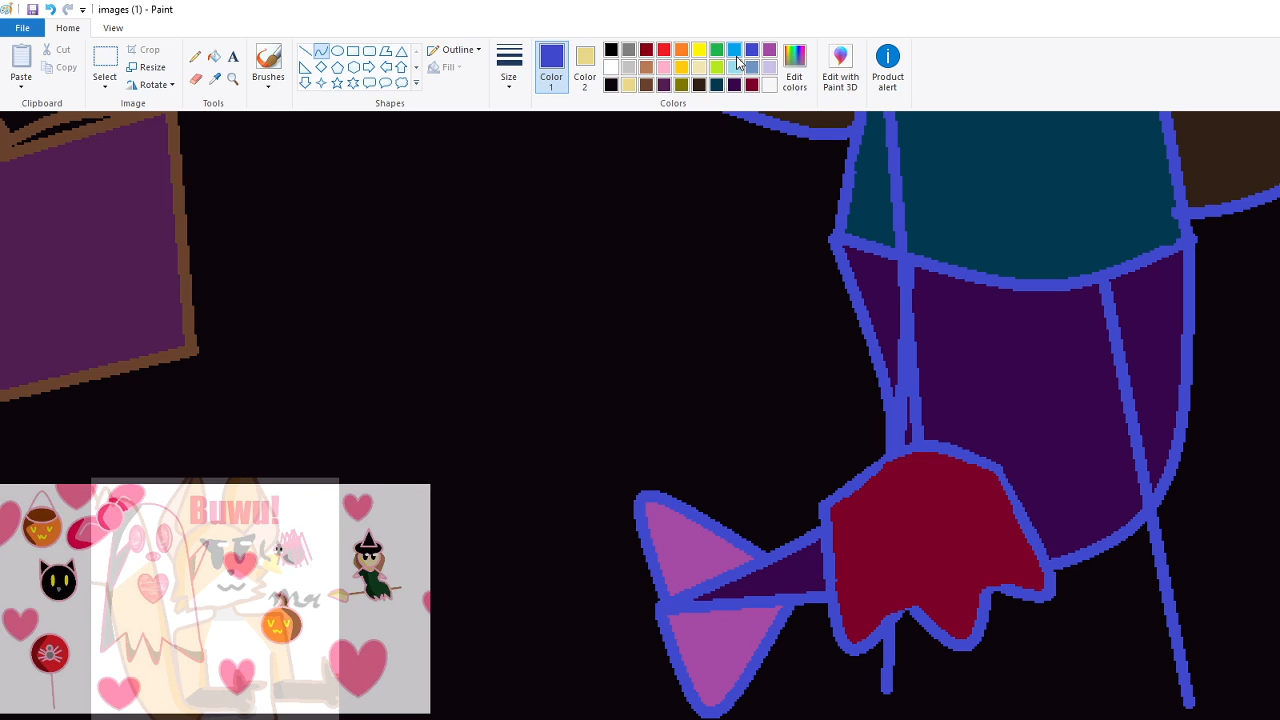 images (1) - Paint
File Home View
Paste Cut Copy Clipboard
Select Crop Resize Rotate Image
Tools
Brushes
Outline Fill Shapes
Size
Color 1 Color 2 Colors
Edit colors
Edit with Paint 3D
Product alert
Buwu!